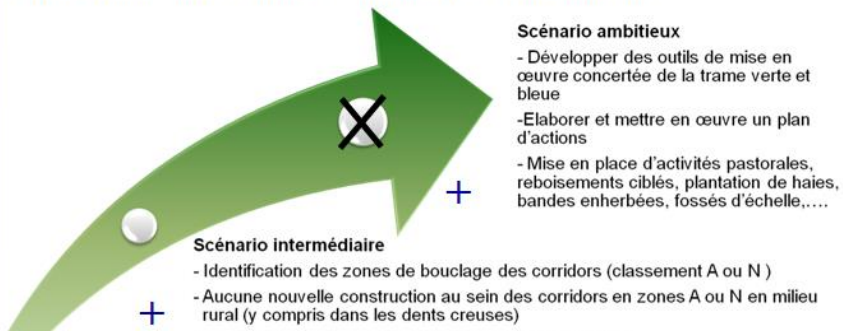 Scénario ambitieux
- Développer des outils de mise en
œuvre concertée de la trame verte et
bleue
-Elaborer et mettre en œuvre un plan
d'actions
- Mise en place d'activités pastorales,
reboisements ciblés, plantation de haies,
bandes enherbées, fossés d'échelle,….
+
Scénario intermédiaire
- Identification des zones de bouclage des corridors (classement A ou N )
- Aucune nouvelle construction au sein des corridors en zones A ou N en milieu
rural (y compris dans les dents creuses)
+